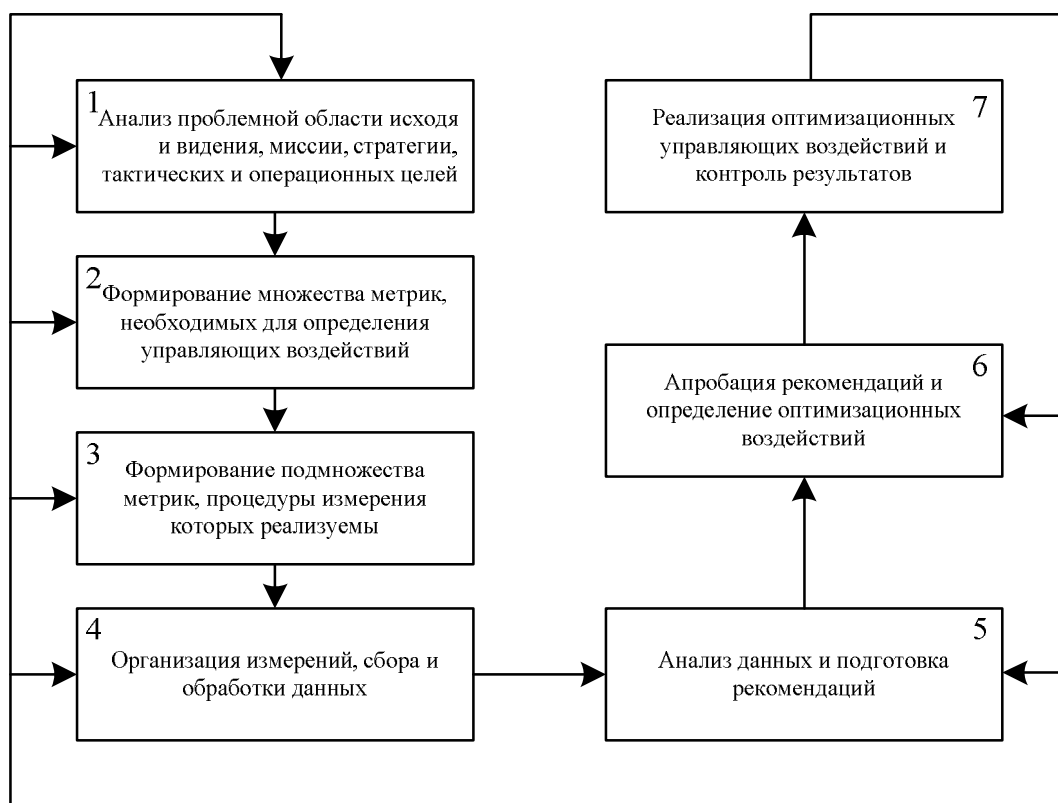 1
Анализ проблемной области исходя
и видения, миссии, стратегии,
тактических и операционных целей
2
Формирование множества метрик,
необходимых для определения
управляющих воздействий
3
Формирование подмножества
метрик, процедуры измерения
которых реализуемы
4
Организация измерений, сбора и
обработки данных
5
Анализ данных и подготовка
рекомендаций
6
Апробация рекомендаций и
определение оптимизационных
воздействий
7
Реализация оптимизационных
управляющих воздействий и
контроль результатов